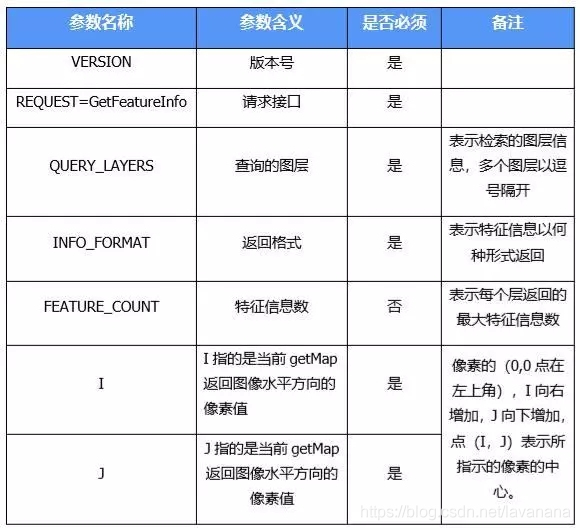 参数名称 参数含义 是否必须 备注
VERSION 版本号 是
REQUEST=GetFeatureInfo 请求接口 是
QUERY_LAYERS 查询的图层 是 表示检索的图层信
息，多个图层以逗
号隔开
INFO_FORMAT 返回格式 是 表示特征信息以何
种形式返回
FEATURE_COUNT 特征信息数 否 表示每个层返回的
最大特征信息数
I
I 指的是当前 getMap
返回图像水平方向的
像素值
是
J
J 指的是当前 getMap
返回图像水平方向的
像素值
是
像素的（0,0 点在
左上角），I 向右
增加，J 向下增加，
点（I，J）表示所
指示的像素的中
心。
https://blog.csdn.net/lavanana